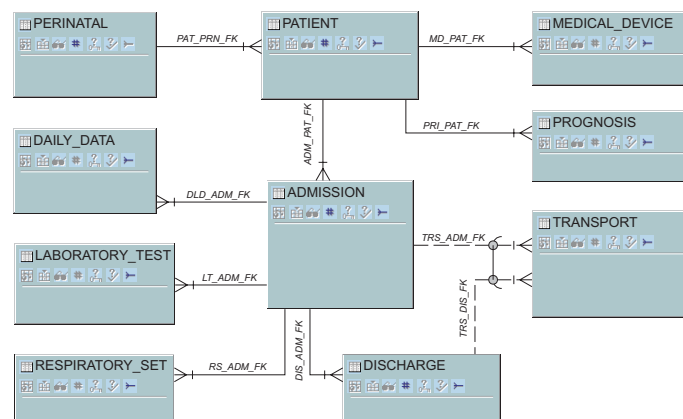 PERINATAL
PAT_PRN_FK
PATIENT
MD_PAT_FK
MEDICAL_DEVICE
ADM_PAT_FK
PRI_PAT_FK
PROGNOSIS
DAILY_DATA
DLD_ADM_FK
ADMISSION
TRS_ADM_FK
TRANSPORT
LABORATORY_TEST
LT_ADM_FK
TRS_DIS_FK
DIS_ADM_FK
RESPIRATORY_SET
RS_ADM_FK
DISCHARGE